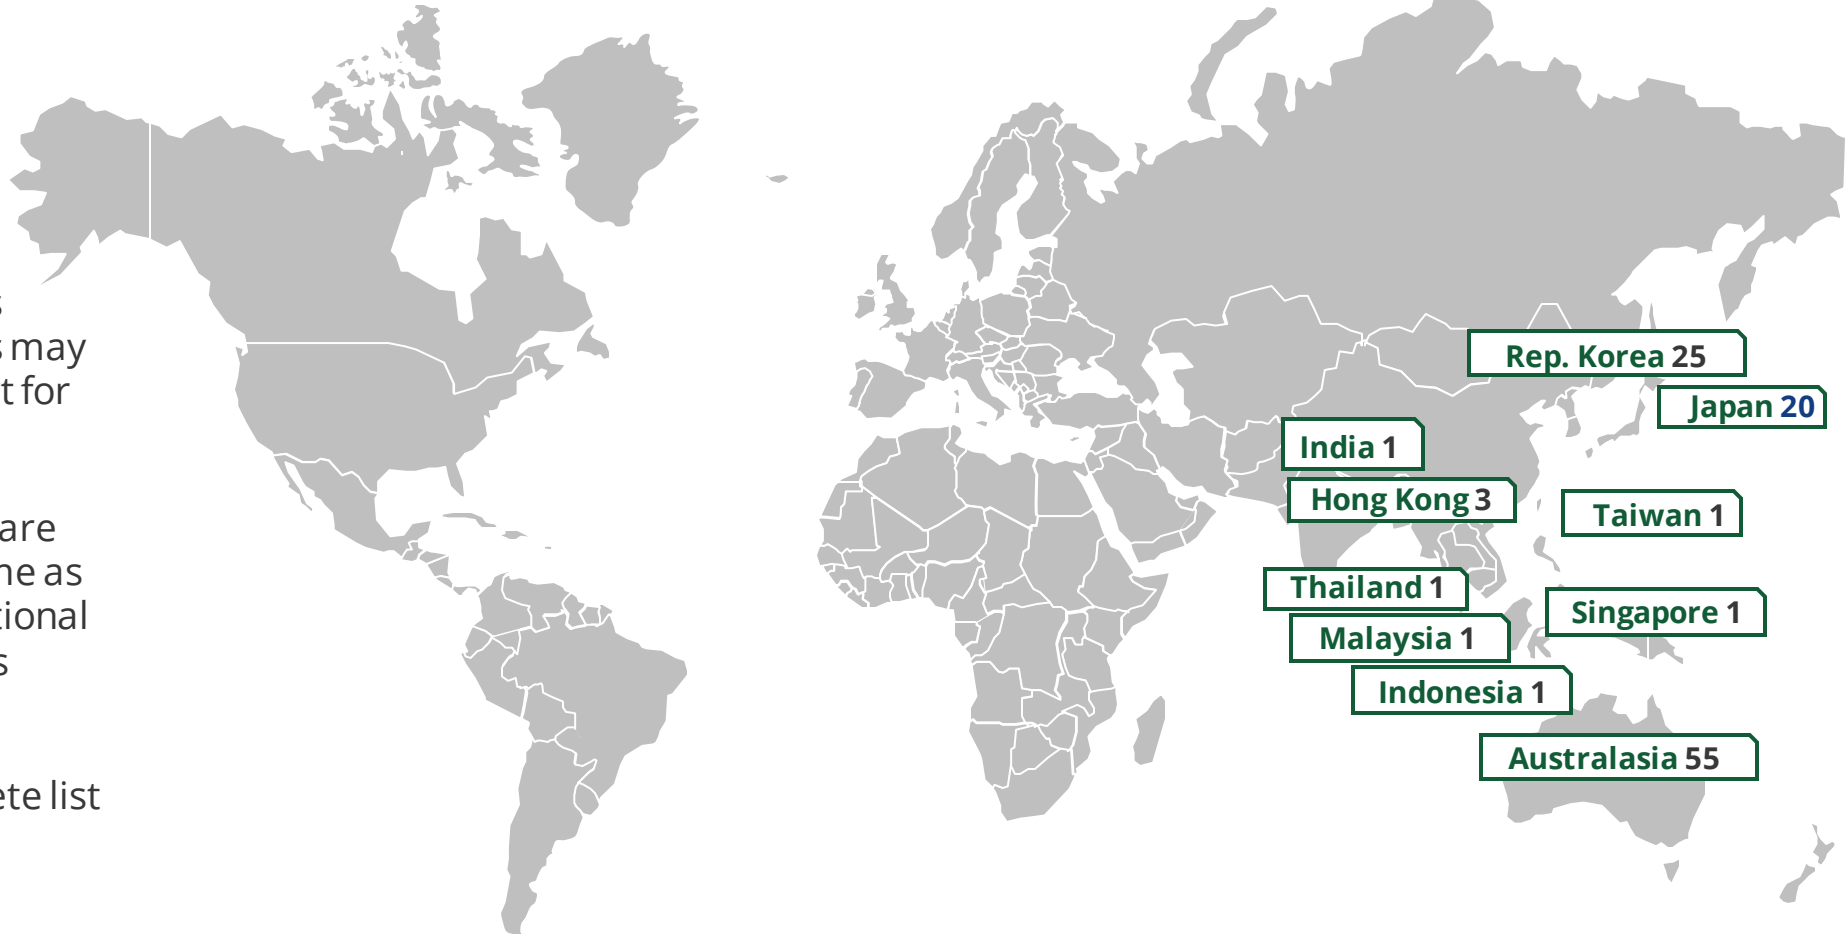 s
s may
t for
are
ne as
tional
s
ete list
Rep. Korea 25
Japan 20
India 1
Hong Kong 3
Taiwan 1
Thailand 1
Singapore 1
Malaysia 1
Indonesia 1
Australasia 55